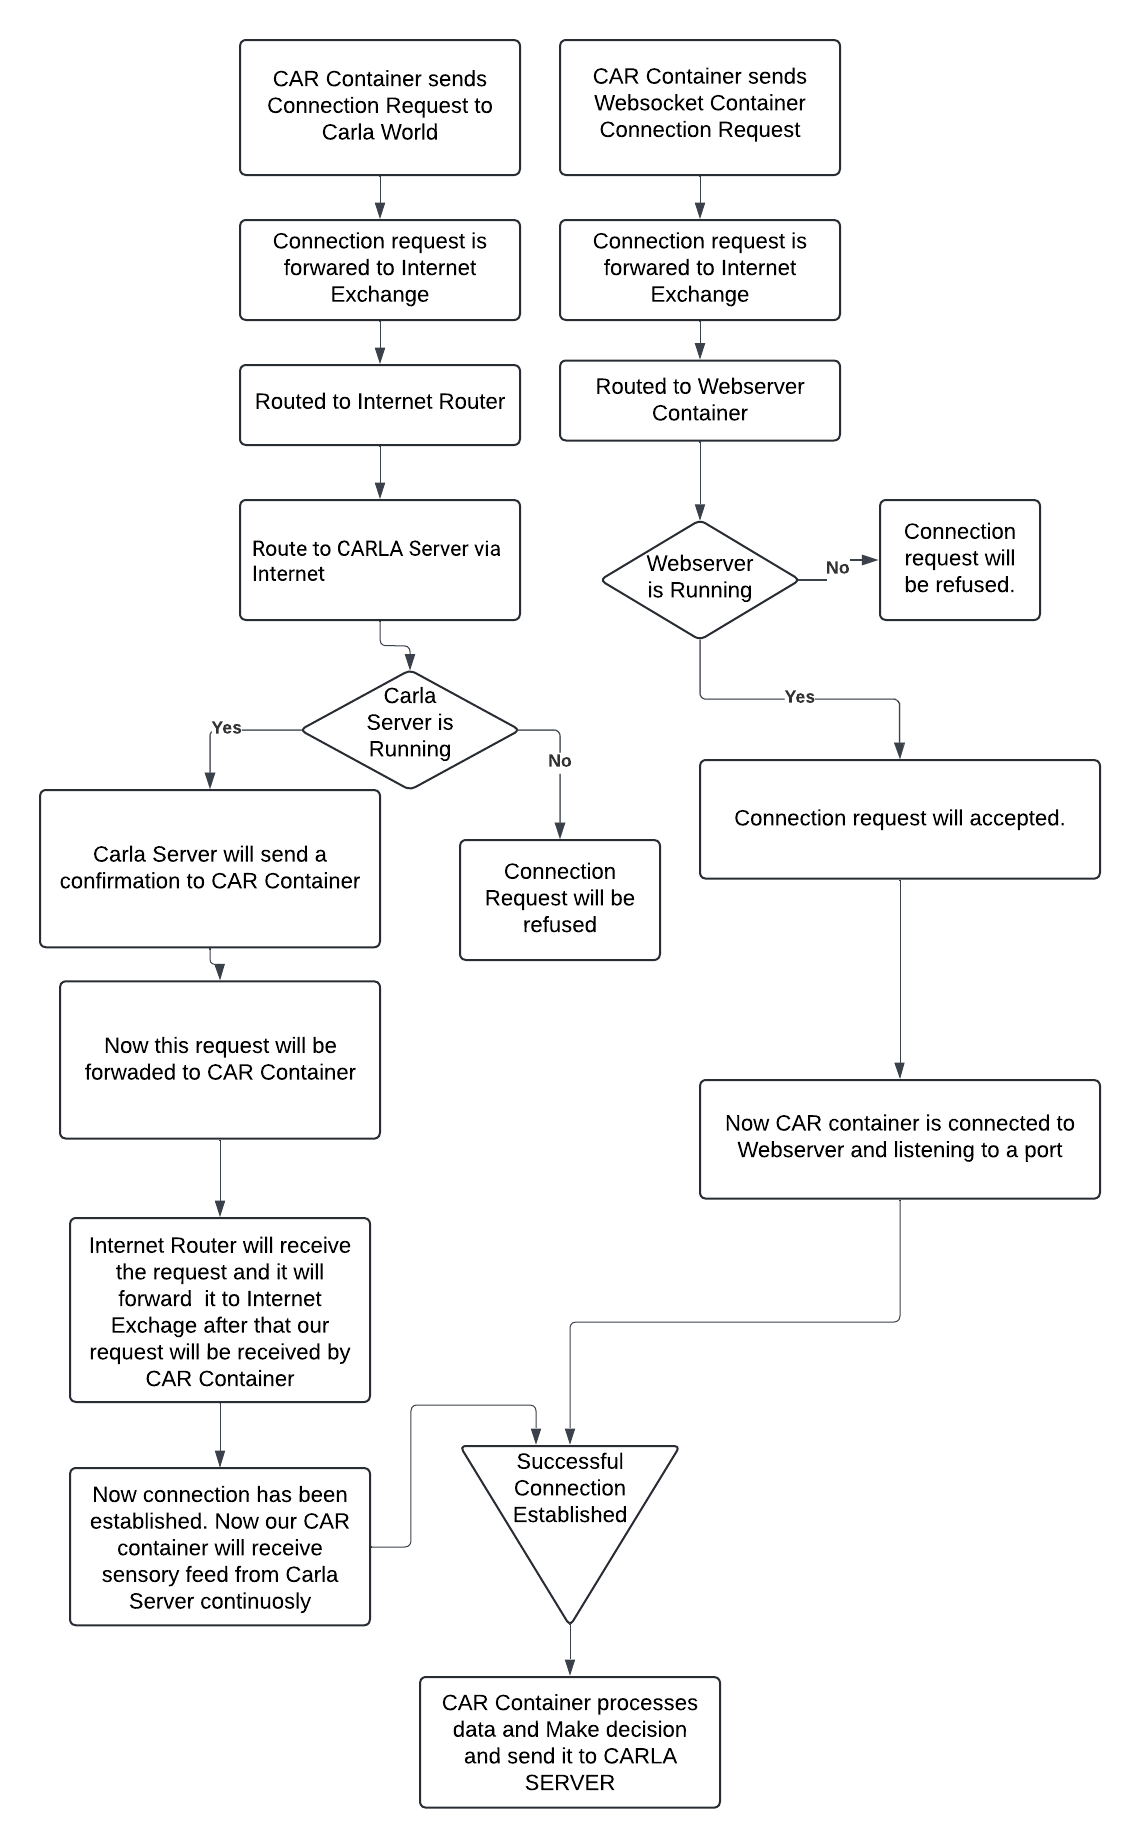 CAR Container sends
Connection Request to
Carla World
CAR Container sends
Websocket Container
Connection Request
Connection request is
forwared to Internet
Exchange
Connection request is
forwared to Internet
Exchange
Routed to Internet Router
Routed to Webserver
Container
Route to CARLA Server via
Internet
Webserver
is Running
No
Connection
request will
be refused.
Carla
Server is
Running
Yes
No
Yes
Connection request will accepted.
Carla Server will send a
confirmation to CAR Container
Connection
Request will be
refused
Now this request will be
forwaded to CAR Container
Now CAR container is connected to
Webserver and listening to a port
Internet Router will receive
the request and it will
forward  it to Internet
Exchage after that our
request will be received by
CAR Container
Successful
Connection
Established
Now connection has been
established. Now our CAR
container will receive
sensory feed from Carla
Server continuosly
CAR Container processes
data and Make decision
and send it to CARLA
SERVER